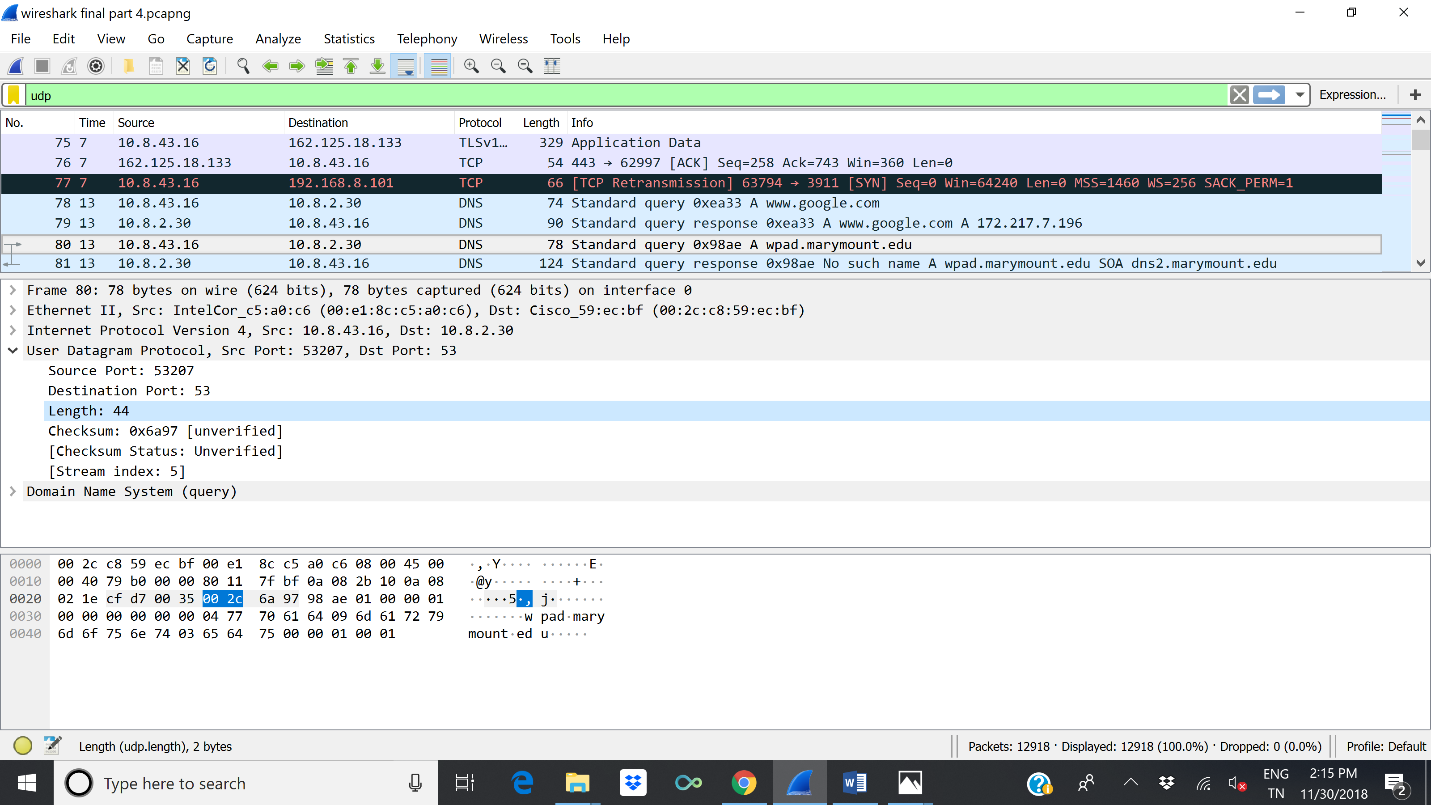 wireshark final part 4.pcapng
File Edit View Go Capture Analyze Statistics Telephony Wireless Tools Help
udp Expression... +
No. Time Source Destination Protocol Length Info
75 7 10.8.43.16 162.125.18.133 TLSv1… 329 Application Data
76 7 162.125.18.133 10.8.43.16 TCP 54 443 → 62997 [ACK] Seq=258 Ack=743 Win=360 Len=0
77 7 10.8.43.16 192.168.8.101 TCP 66 [TCP Retransmission] 63794 → 3911 [SYN] Seq=0 Win=64240 Len=0 MSS=1460 WS=256 SACK_PERM=1
78 13 10.8.43.16 10.8.2.30 DNS 74 Standard query 0xea33 A www.google.com
79 13 10.8.2.30 10.8.43.16 DNS 90 Standard query response 0xea33 A www.google.com A 172.217.7.196
80 13 10.8.43.16 10.8.2.30 DNS 78 Standard query 0x98ae A wpad.marymount.edu
81 13 10.8.2.30 10.8.43.16 DNS 124 Standard query response 0x98ae No such name A wpad.marymount.edu SOA dns2.marymount.edu
Frame 80: 78 bytes on wire (624 bits), 78 bytes captured (624 bits) on interface 0
Ethernet II, Src: IntelCor_c5:a0:c6 (00:e1:8c:c5:a0:c6), Dst: Cisco_59:ec:bf (00:2c:c8:59:ec:bf)
Internet Protocol Version 4, Src: 10.8.43.16, Dst: 10.8.2.30
User Datagram Protocol, Src Port: 53207, Dst Port: 53
Source Port: 53207
Destination Port: 53
Length: 44
Checksum: 0x6a97 [unverified]
[Checksum Status: Unverified]
[Stream index: 5]
Domain Name System (query)
0000 00 2c c8 59 ec bf 00 e1 8c c5 a0 c6 08 00 45 00 ·,·Y···· ······E·
0010 00 40 79 b0 00 00 80 11 7f bf 0a 08 2b 10 0a 08 ·@y····· ····+···
0020 02 1e cf d7 00 35 00 2c 6a 97 98 ae 01 00 00 01 ·····5·, j·······
0030 00 00 00 00 00 00 04 77 70 61 64 09 6d 61 72 79 ·······w pad·mary
0040 6d 6f 75 6e 74 03 65 64 75 00 00 01 00 01 mount·ed u·····
Length (udp.length), 2 bytes Packets: 12918 · Displayed: 12918 (100.0%) · Dropped: 0 (0.0%) Profile: Default
Type here to search ENG 2:15 PM
TN 11/30/2018 2